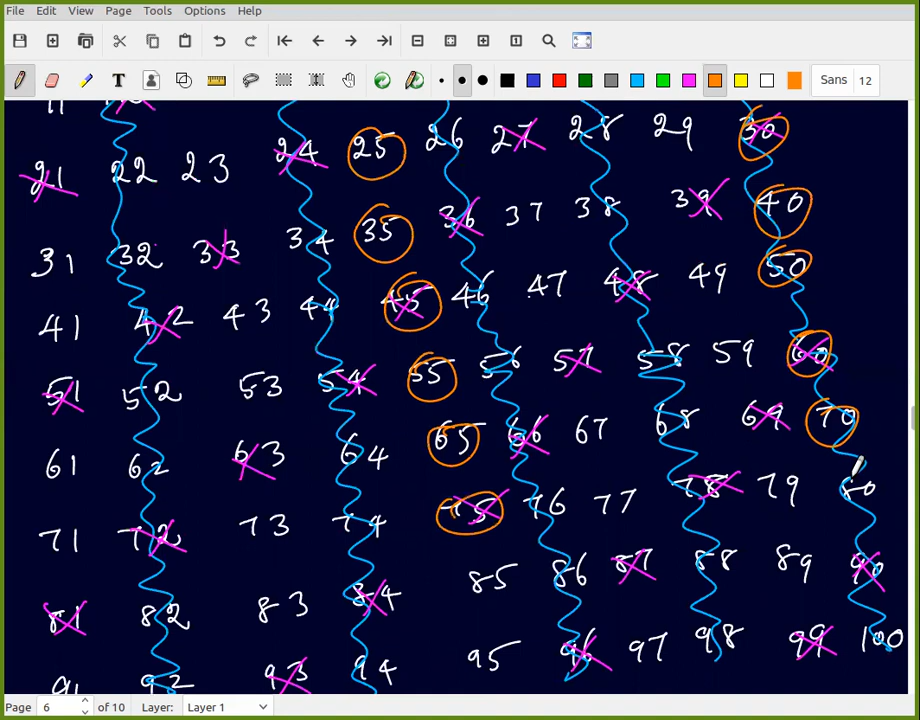 File Edit View Page Tools Options Help
T Sans 12
24 25 26 27 28 29 30
21 22 23
31 32 33 34 35 36 37 38 39 40
41 42 43 44 45 46 47 48 49 50
51 52 53 54 55 56 57 58 59 60
61 62 63 64 65 66 67 68 69 70
71 72 73 74 75 76 77 78 79 80
81 82 83 84 85 86 87 88 89 90
91 92 93 94 95 96 97 98 99 100
Page 6 of 10 Layer: Layer 1